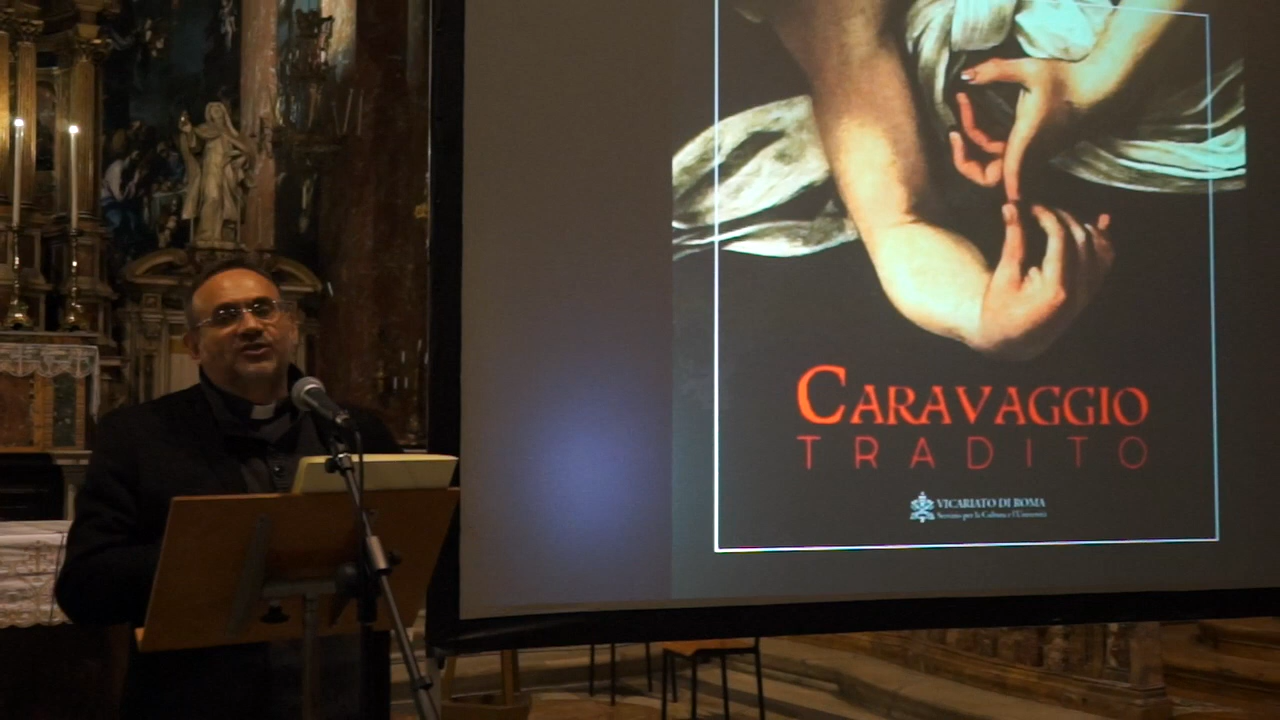 CARAVAGGIO
TRADITO
VICARIATO DI ROMA
Servizio per la Cultura e l'Università